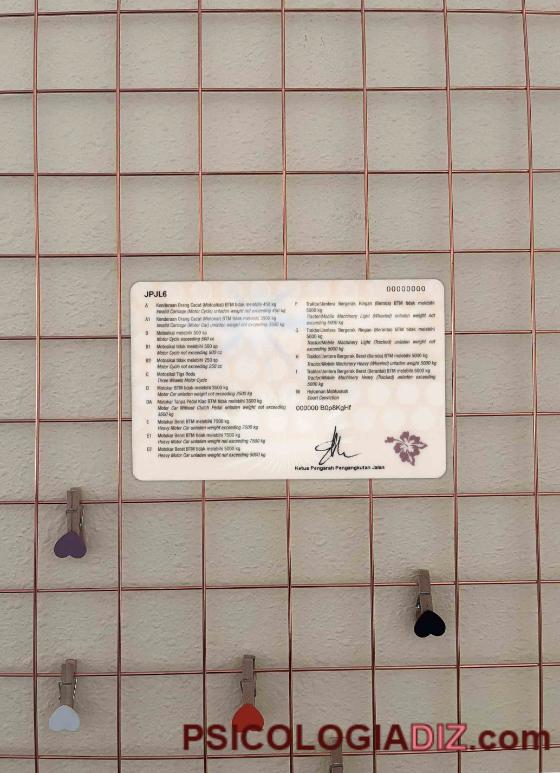 JPJL6
00000000
A Kenderaan Orang Cacat (Motosikal) BTM tidak melebihi 450 kg
Invalid Carriage (Motor Cycle) unladen weight not exceeding 450 kg
A1 Kenderaan Orang Cacat (Motokar) BTM tidak melebihi 3500 kg
Invalid Carriage (Motor Car) unladen weight not exceeding 3500 kg
B Motosikal melebihi 500 sp
Motor Cycle exceeding 500 cc
B1 Motosikal tidak melebihi 500 sp
Motor Cycle not exceeding 500 cc
B2 Motosikal tidak melebihi 250 sp
Motor Cycle not exceeding 250 cc
C Motosikal Tiga Roda
Three Wheels Motor Cycle
D Motokar BTM tidak melebihi 3500 kg
Motor Car unladen weight not exceeding 3500 kg
DA Motokar Tanpa Pedal Klac BTM tidak melebihi 3500 kg
Motor Car Without Clutch Pedal unladen weight not exceeding
3500 kg
E Motokar Berat BTM melebihi 7500 kg
Heavy Motor Car unladen weight exceeding 7500 kg
E1 Motokar Berat BTM tidak melebihi 7500 kg
Heavy Motor Car unladen weight not exceeding 7500 kg
E2 Motokar Berat BTM tidak melebihi 5000 kg
Heavy Motor Car unladen weight not exceeding 5000 kg
F Traktor/Jentera Bergerak Ringan (Beroda) BTM tidak melebihi
5000 kg
Tractor/Mobile Machinery Light (Wheeled) unladen weight not
exceeding 5000 kg
G Traktor/Jentera Bergerak Ringan (Berantai) BTM tidak melebihi
5000 kg
Tractor/Mobile Machinery Light (Tracked) unladen weight not
exceeding 5000 kg
H Traktor/Jentera Bergerak Berat (Beroda) BTM melebihi 5000 kg
Tractor/Mobile Machinery Heavy (Wheeled) unladen weight exceeding 5000 kg
I Traktor/Jentera Bergerak Berat (Berantai) BTM melebihi 5000 kg
Tractor/Mobile Machinery Heavy (Tracked) unladen weight exceeding
5000 kg
M Hukuman Mahkamah
Court Conviction
000000 B0p8KgHf
Ketua Pengarah Pengangkutan Jalan
PSICOLOGIADIZ.com